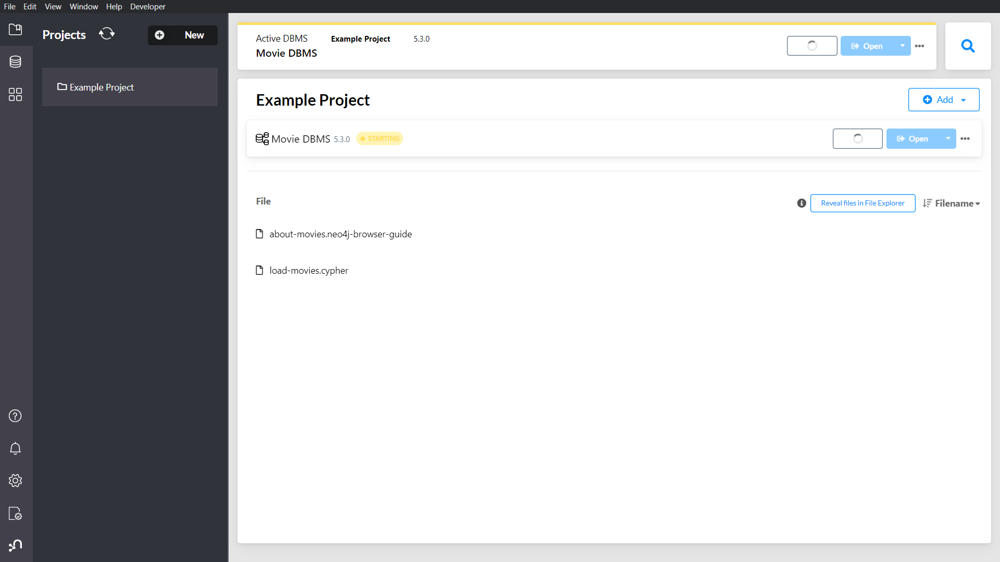 File Edit View Window Help Developer
Projects
New
Example Project
Active DBMS Example Project 5.3.0
Movie DBMS
Open
Example Project
Add
Movie DBMS 5.3.0 STARTING
Open
File
Reveal files in File Explorer
Filename
about-movies.neo4j-browser-guide
load-movies.cypher